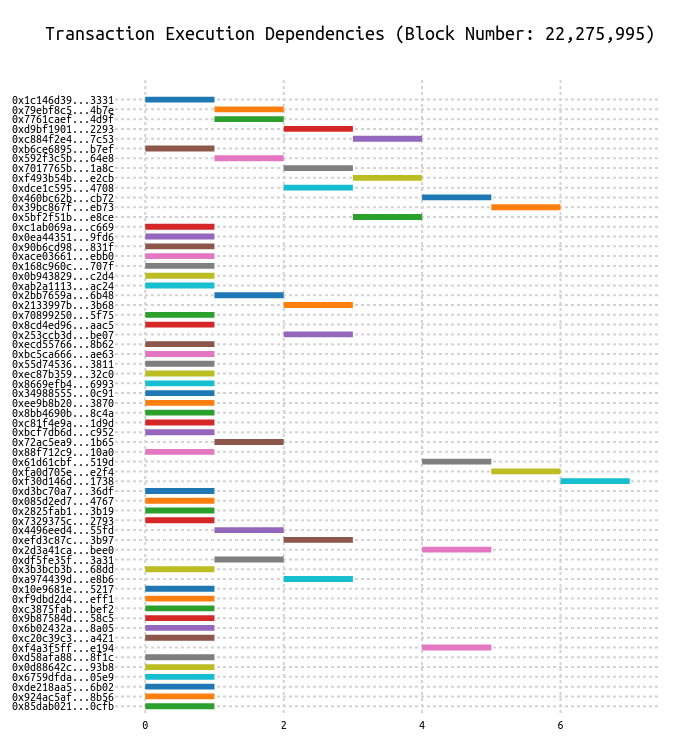 Transaction Execution Dependencies (Block Number: 22,275,995)
0x1c146d39...3331
0x79ebf8c5...4b7e
0x7761caef...4d9f
0xd9bf1901...2293
0xc884f2e4...7c53
0xb6ce6895...b7ef
0x592f3c5b...64e8
0x7017765b...1a8c
0xf493b54b...e2cb
0xdce1c595...4708
0x460bc62b...cb72
0x39bc867f...eb73
0x5bf2f51b...e8ce
0xc1ab069a...c669
0x0ea44351...9fd6
0x90b6cd98...831f
0xace03661...ebb0
0x168c960c...707f
0x0b943829...c2d4
0xab2a1113...ac24
0x2bb7659a...6b48
0x2133997b...3b68
0x70899250...5f75
0x8cd4ed96...aac5
0x253ccb3d...be07
0xecd55766...8b62
0xbc5ca666...ae63
0x55d74536...3811
0xec87b359...32c0
0x8669efb4...6993
0x34988555...0c91
0xee9b8b20...3870
0x8bb4690b...8c4a
0xc81f4e9a...1d9d
0xbcf7db6d...c952
0x72ac5ea9...1b65
0x88f712c9...10a0
0x61d61cbf...519d
0xfa0d705e...e2f4
0xf30d146d...1738
0xd3bc70a7...36df
0x085d2ed7...4767
0x2825fab1...3b19
0x7329375c...2793
0x4496eed4...55fd
0xefd3c87c...3b97
0x2d3a41ca...bee0
0xdf5fe35f...3a31
0x3b3bcb3b...68dd
0xa974439d...e8b6
0x10e9681e...5217
0xf9dbd2d4...eff1
0xc3875fab...bef2
0x9b87584d...58c5
0x6b02432a...8a05
0xc20c39c3...a421
0xf4a3f5ff...e194
0xd58afa88...8f1c
0x0d88642c...93b8
0x6759dfda...05e9
0xde218aa5...6b02
0x924ac5af...8b56
0x85dab021...0cfb
0 2 4 6